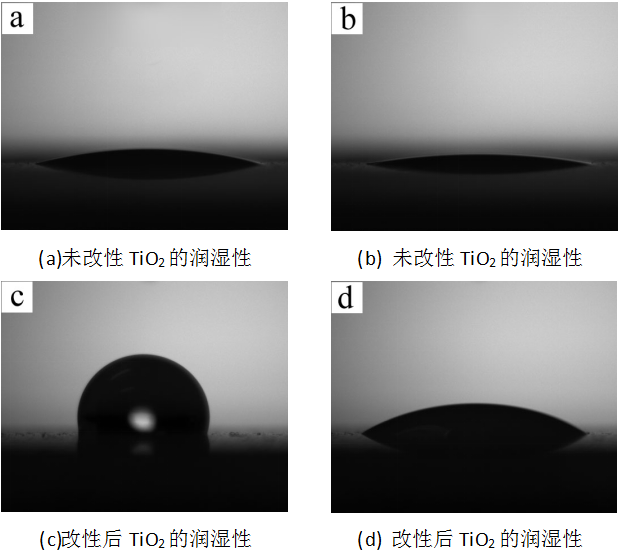 a
b
(a)未改性 TiO₂ 的润湿性
(b) 未改性 TiO₂ 的润湿性
c
d
(c)改性后 TiO₂ 的润湿性
(d) 改性后 TiO₂ 的润湿性